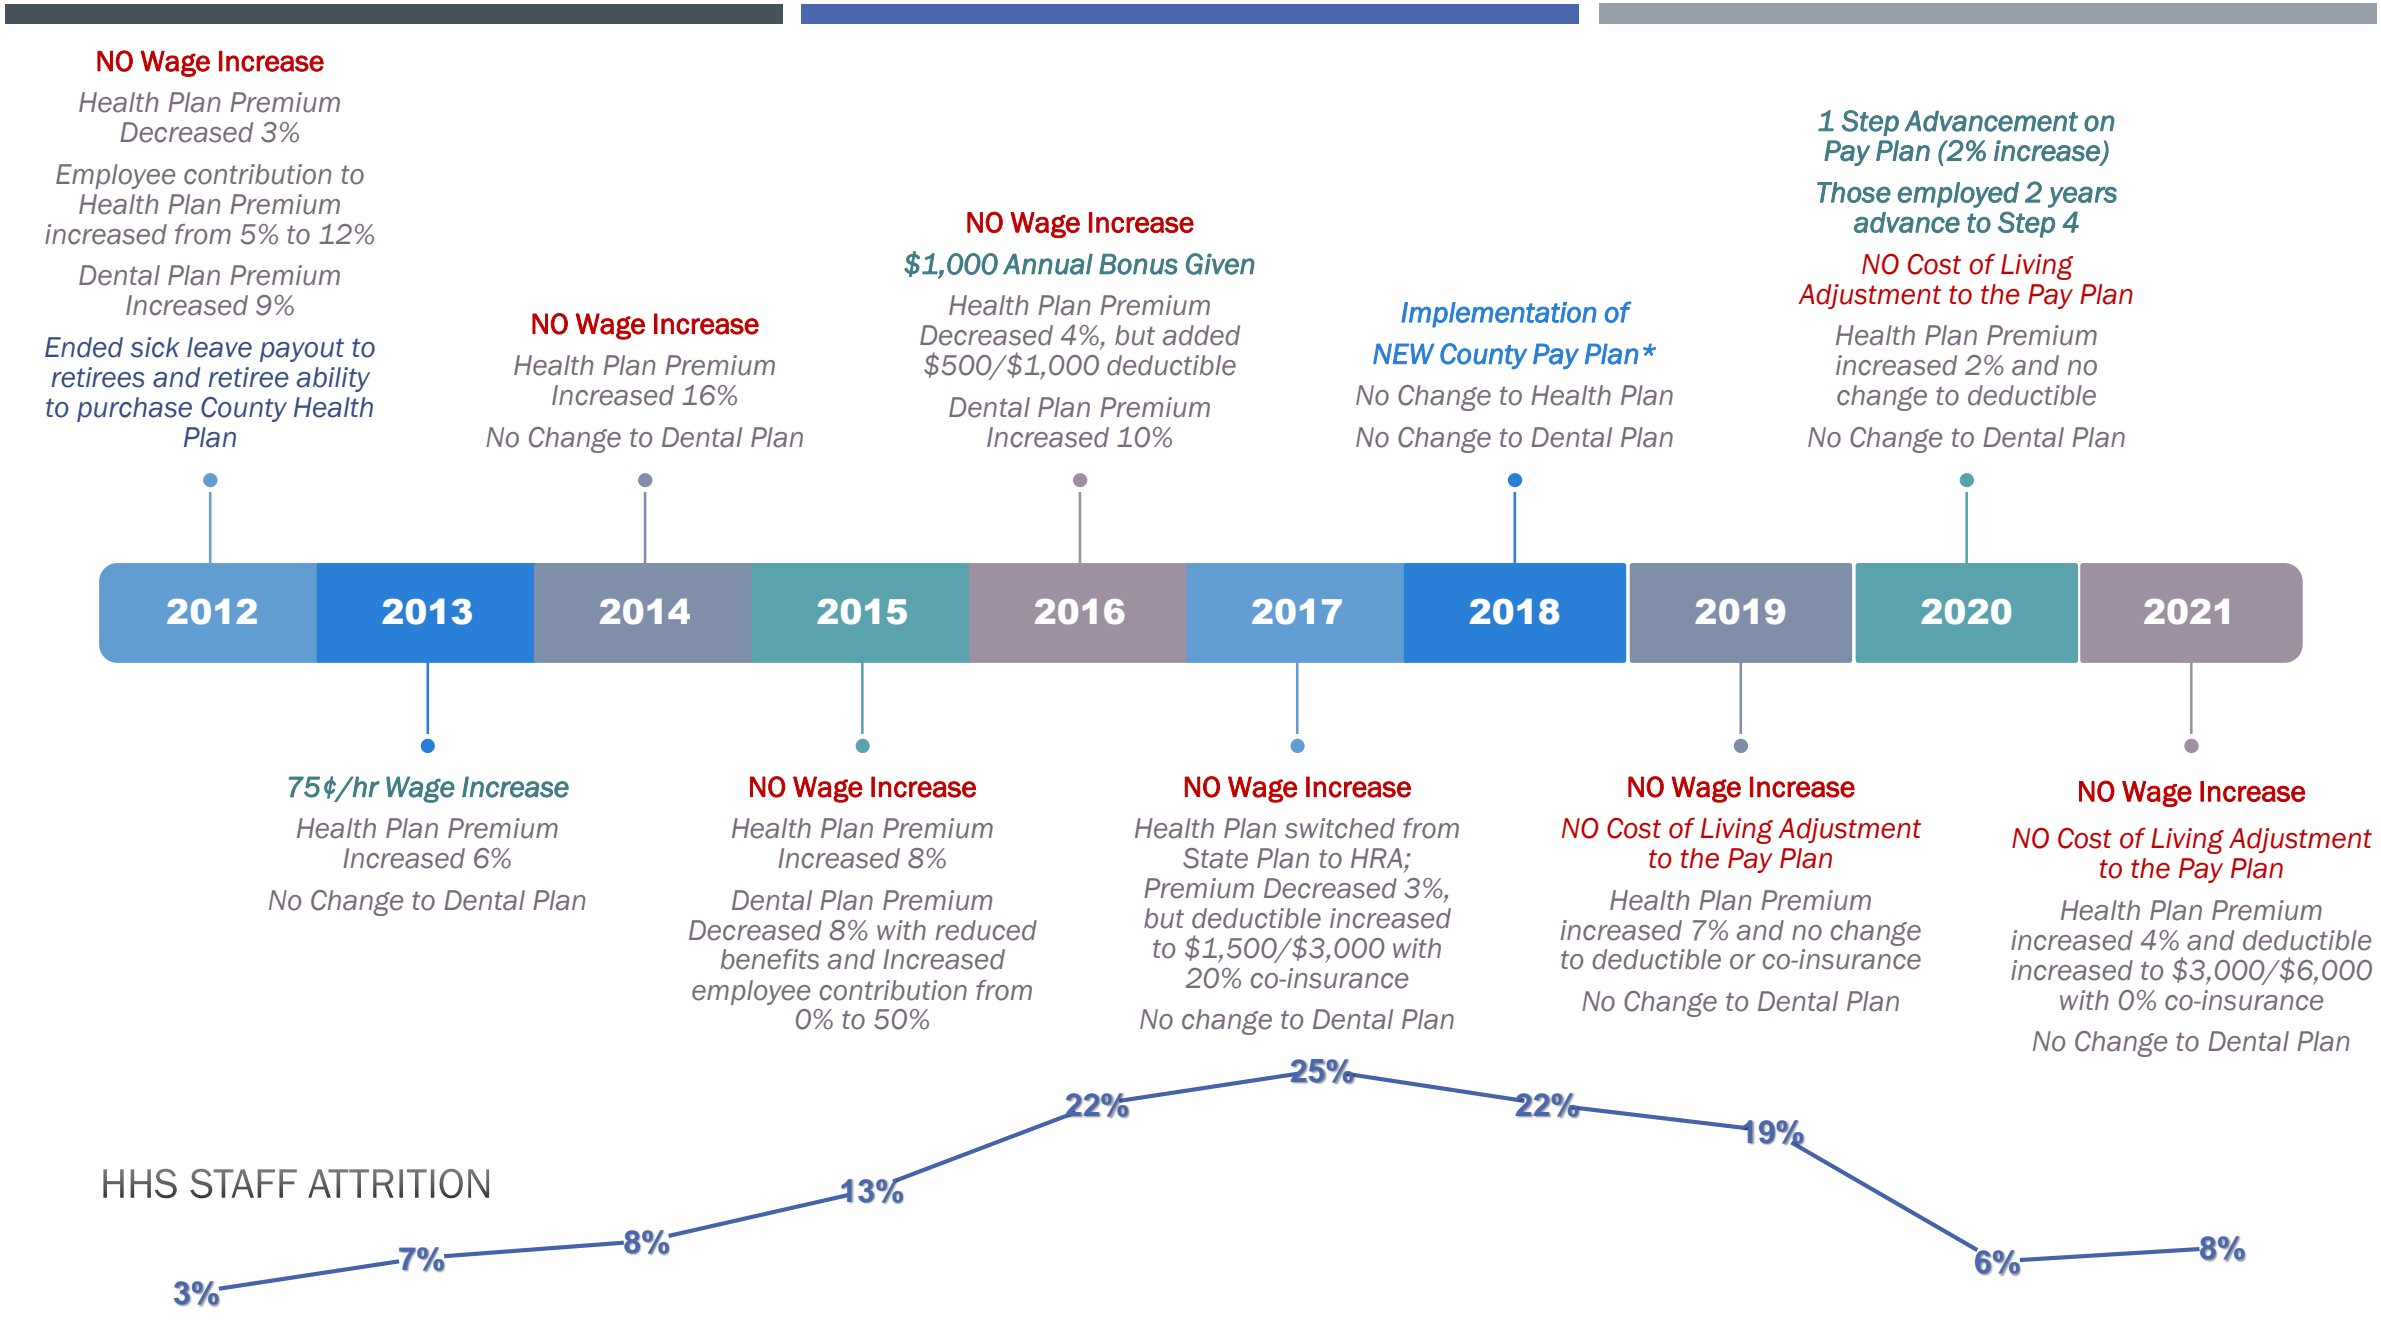 NO Wage Increase
Health Plan Premium
Decreased 3%
Employee contribution to
Health Plan Premium
increased from 5% to 12%
Dental Plan Premium
Increased 9%
Ended sick leave payout to
retirees and retiree ability
to purchase County Health
Plan
NO Wage Increase
Health Plan Premium
Increased 16%
No Change to Dental Plan
NO Wage Increase
$1,000 Annual Bonus Given
Health Plan Premium
Decreased 4%, but added
$500/$1,000 deductible
Dental Plan Premium
Increased 10%
Implementation of
NEW County Pay Plan*
No Change to Health Plan
No Change to Dental Plan
1 Step Advancement on
Pay Plan (2% increase)
Those employed 2 years
advance to Step 4
NO Cost of Living
Adjustment to the Pay Plan
Health Plan Premium
increased 2% and no
change to deductible
No Change to Dental Plan
2012
2013
2014
2015
2016
2017
2018
2019
2020
2021
75¢/hr Wage Increase
Health Plan Premium
Increased 6%
No Change to Dental Plan
NO Wage Increase
Health Plan Premium
Increased 8%
Dental Plan Premium
Decreased 8% with reduced
benefits and Increased
employee contribution from
0% to 50%
NO Wage Increase
Health Plan switched from
State Plan to HRA;
Premium Decreased 3%,
but deductible increased
to $1,500/$3,000 with
20% co-insurance
No change to Dental Plan
NO Wage Increase
NO Cost of Living Adjustment
to the Pay Plan
Health Plan Premium
increased 7% and no change
to deductible or co-insurance
No Change to Dental Plan
NO Wage Increase
NO Cost of Living Adjustment
to the Pay Plan
Health Plan Premium
increased 4% and deductible
increased to $3,000/$6,000
with 0% co-insurance
No Change to Dental Plan
HHS STAFF ATTRITION
3%
7%
8%
13%
22%
25%
22%
19%
6%
8%